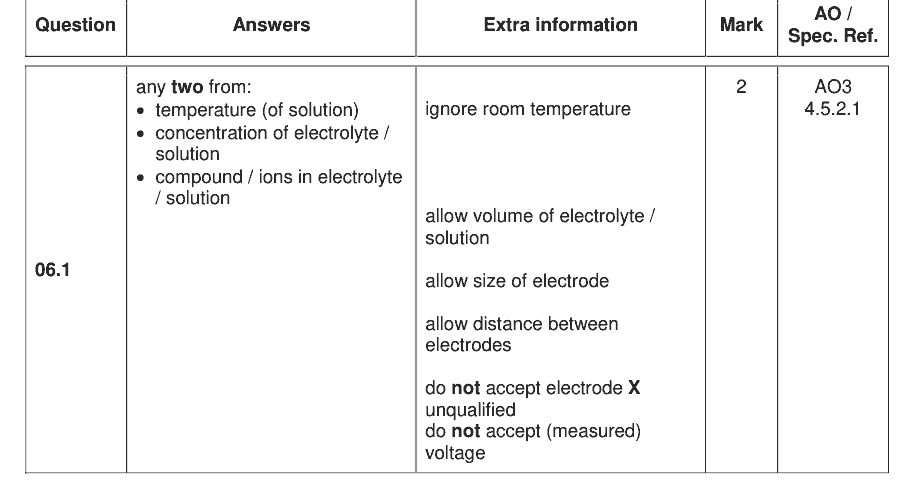 Question
Answers
Extra information
Mark
AO /
Spec. Ref.
06.1
any two from:
• temperature (of solution)
• concentration of electrolyte /
solution
• compound / ions in electrolyte
/ solution
ignore room temperature
allow volume of electrolyte /
solution
allow size of electrode
allow distance between
electrodes
do not accept electrode X
unqualified
do not accept (measured)
voltage
2
AO3
4.5.2.1